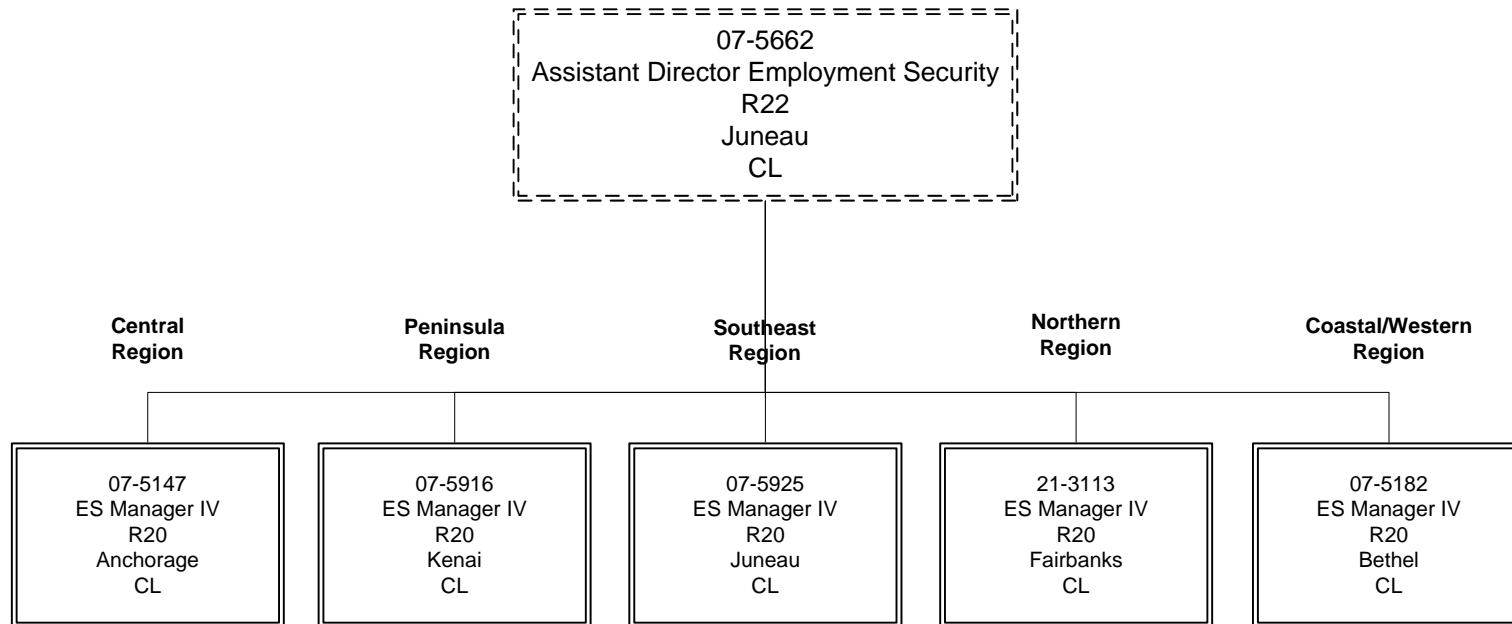 07-5662
Assistant Director Employment Security
R22
Juneau
CL
Central
Region
Peninsula
Region
Southeast
Region
Northern
Region
Coastal/Western
Region
07-5147
ES Manager IV
R20
Anchorage
CL
07-5916
ES Manager IV
R20
Kenai
CL
07-5925
ES Manager IV
R20
Juneau
CL
21-3113
ES Manager IV
R20
Fairbanks
CL
07-5182
ES Manager IV
R20
Bethel
CL